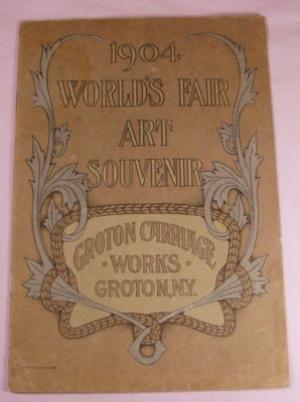 1904.
WORLD'S FAIR
ART
SOUVENIR
GROTON CARRIAGE
· WORKS ·
GROTON, N.Y.